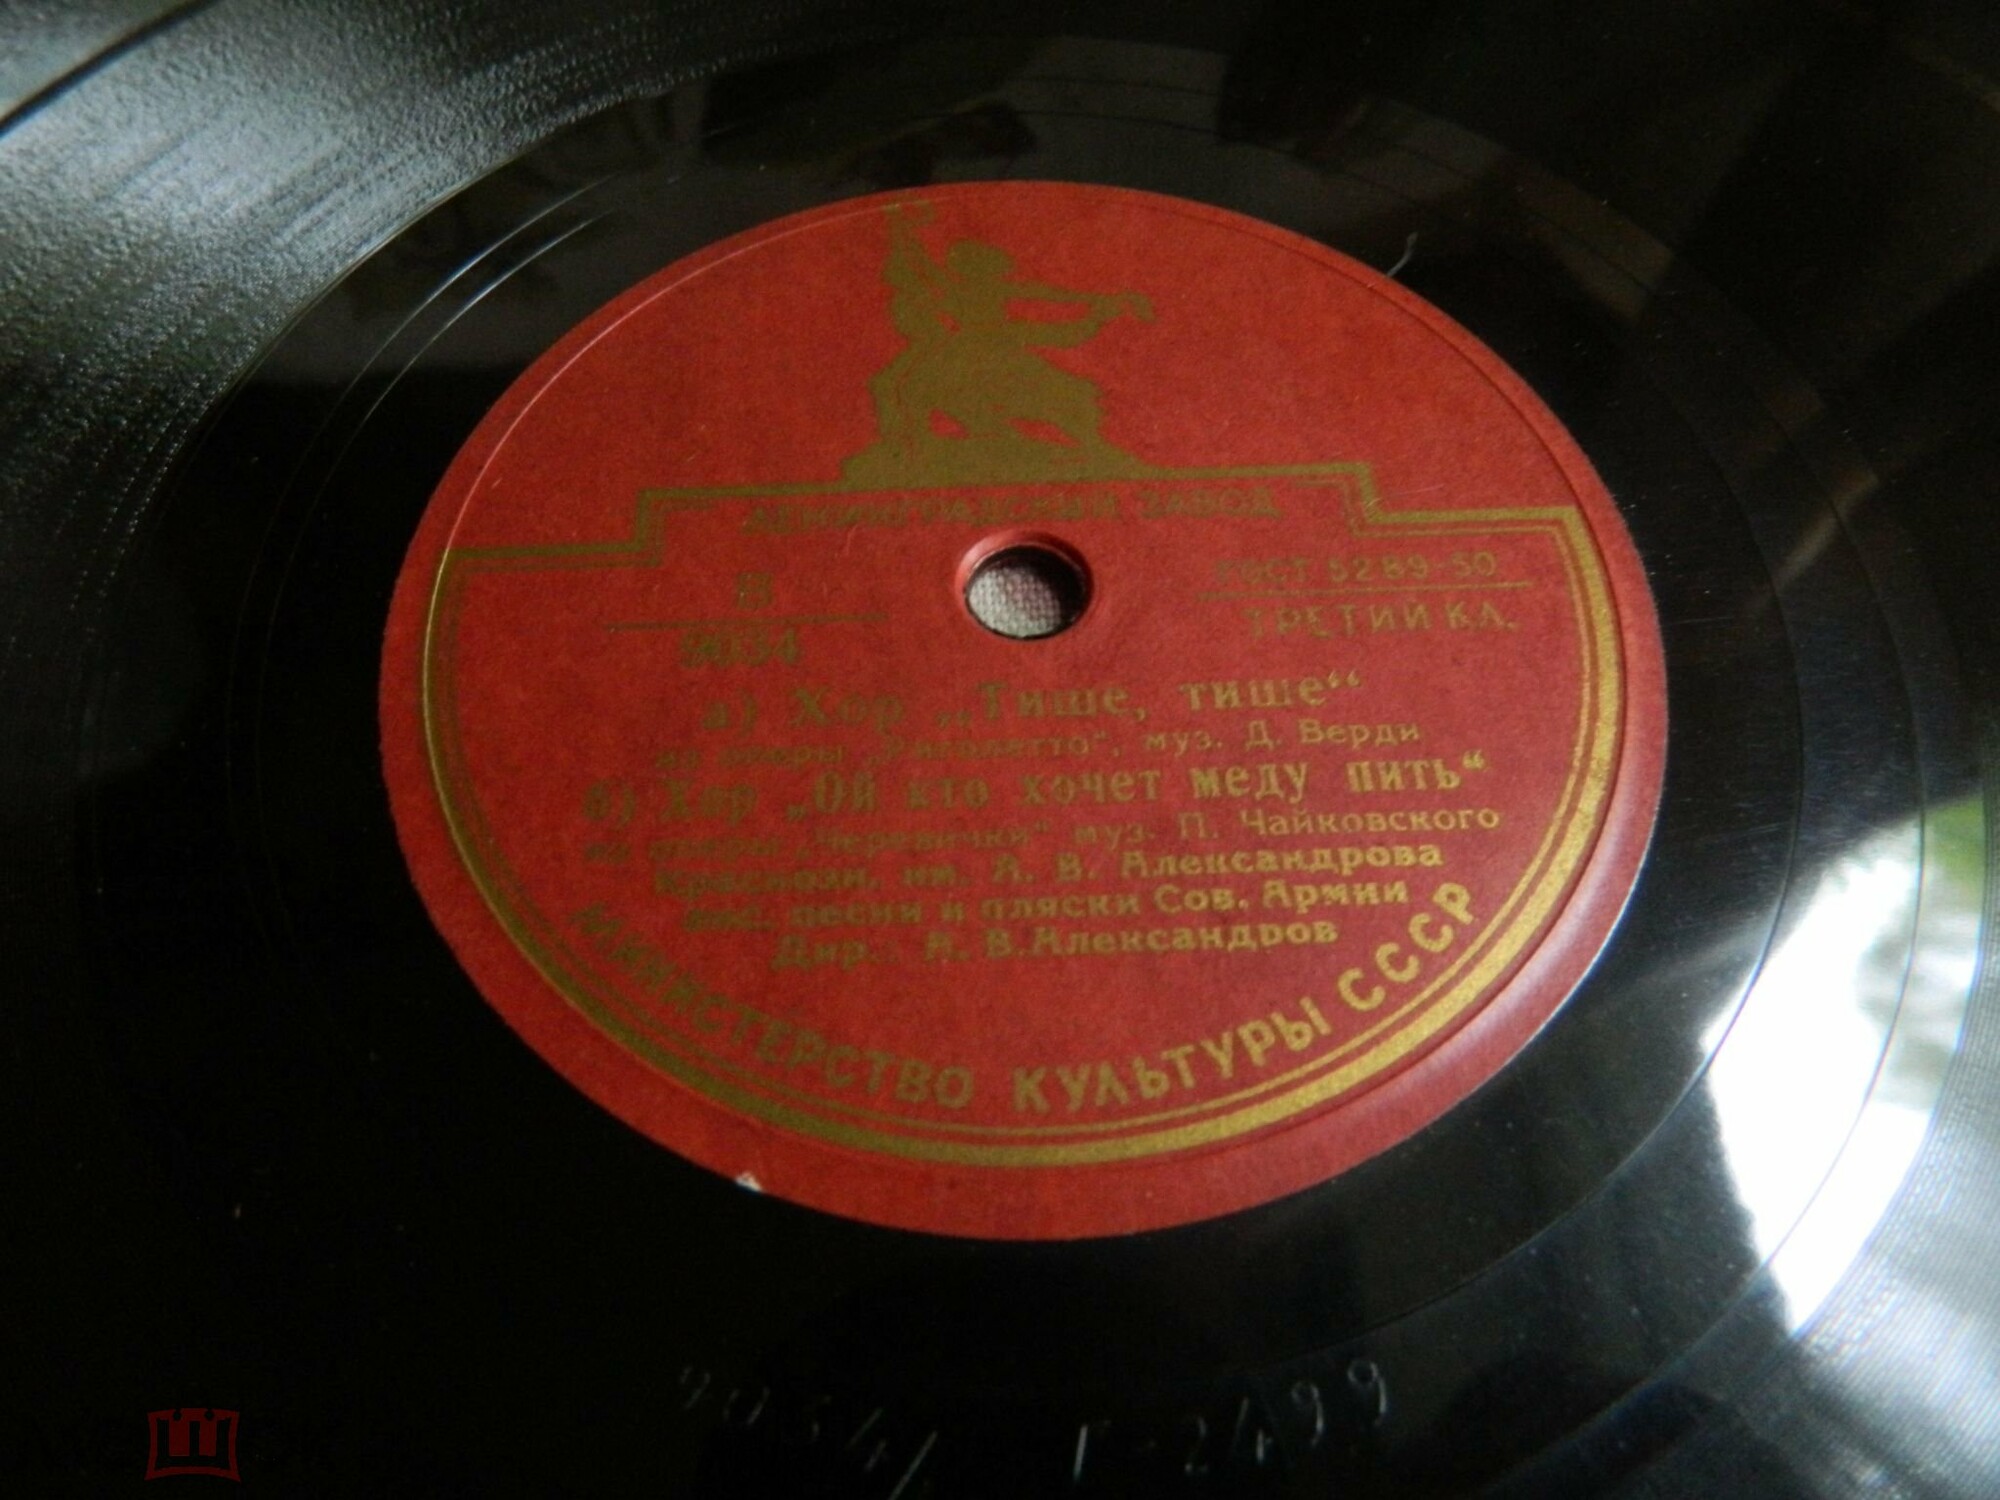 ЛЕНИНГРАДСКИЙ ЗАВОД
В
9034
ГОСТ 5289-50
ТРЕТИЙ КЛ.
а) Хор „Тише, тише“
из оперы „Риголетто“, муз. Д. Верди
б) Хор „Ой кто хочет меду пить“
из оперы „Черевички“ муз. П. Чайковского
Краснозн. им. А. В. Александрова
анс. песни и пляски Сов. Армии
Дир.: А. В. Александров
МИНИСТЕРСТВО КУЛЬТУРЫ СССР
Г-2499